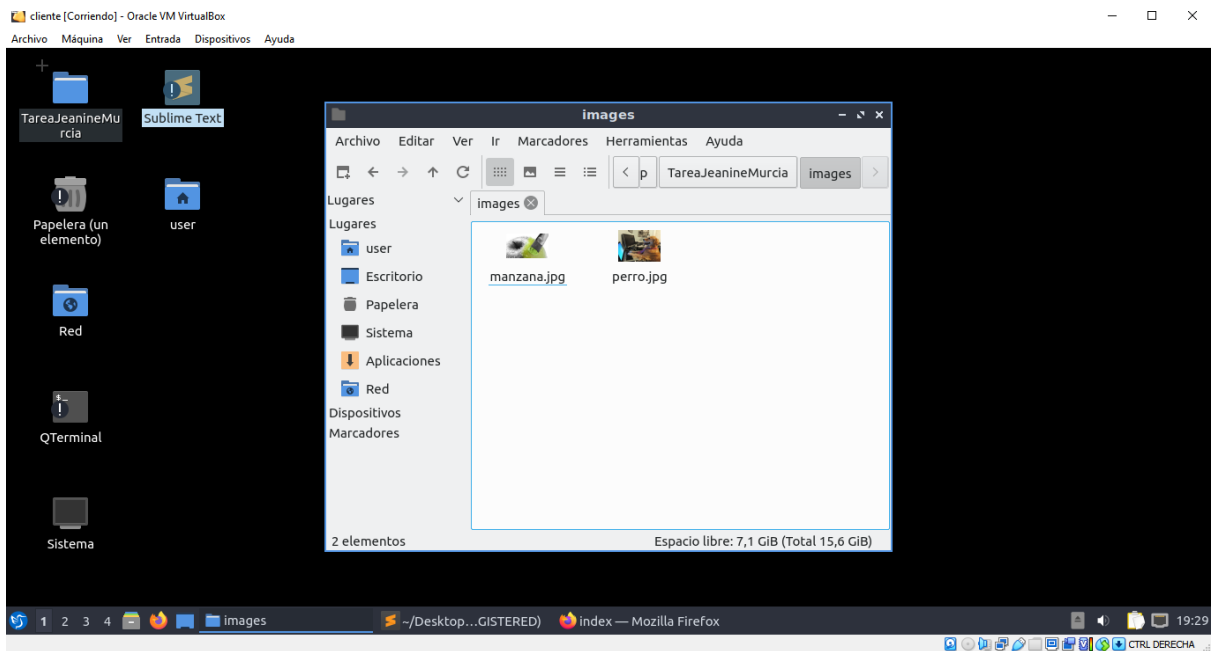 cliente [Corriendo] - Oracle VM VirtualBox
Archivo Máquina Ver Entrada Dispositivos Ayuda
TareaJeanineMu
rcia
Sublime Text
Papelera (un
elemento)
user
Red
QTerminal
Sistema
images
Archivo Editar Ver Ir Marcadores Herramientas Ayuda
p TareaJeanineMurcia images
Lugares
images
Lugares
user
Escritorio
Papelera
Sistema
Aplicaciones
Red
Dispositivos
Marcadores
manzana.jpg perro.jpg
2 elementos Espacio libre: 7,1 GiB (Total 15,6 GiB)
1 2 3 4 images ~/Desktop...GISTERED) index — Mozilla Firefox 19:29
CTRL DERECHA